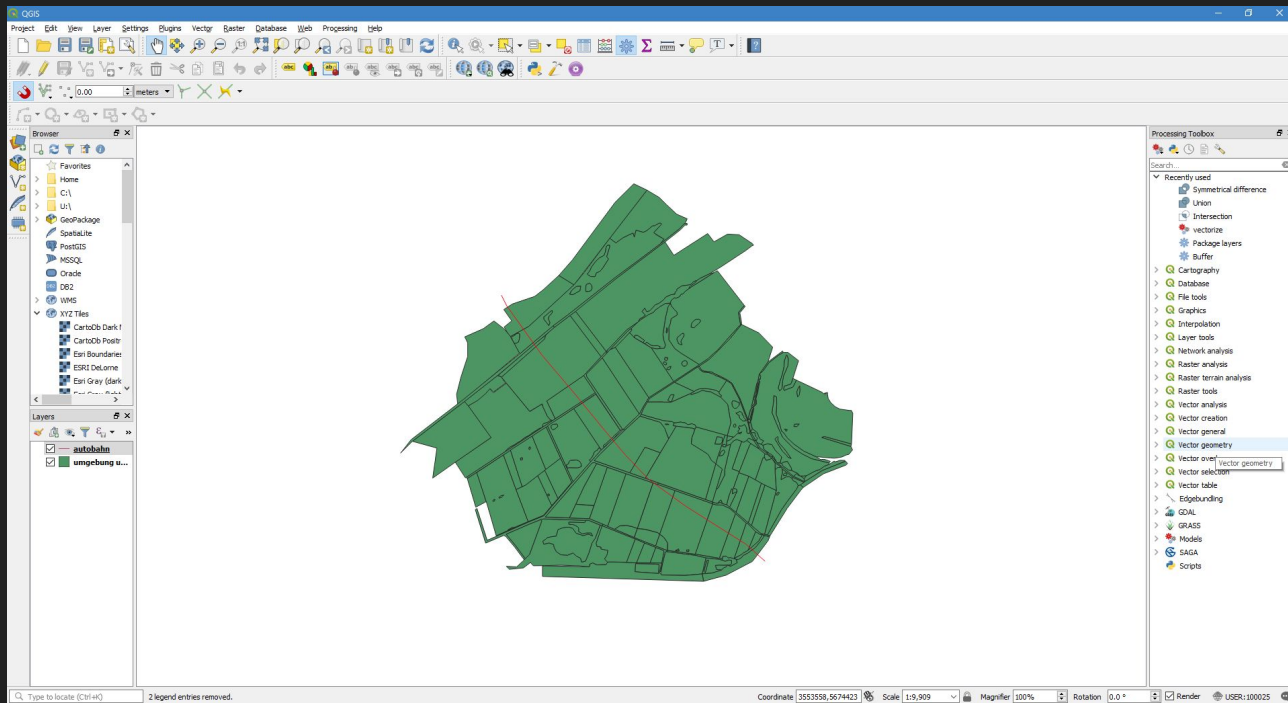 QGIS
Project Edit View Layer Settings Plugins Vector Raster Database Web Processing Help
0.00 meters
Browser
Favorites
Home
C:\
U:\
GeoPackage
SpatiaLite
PostGIS
MSSQL
Oracle
DB2
WMS
XYZ Tiles
CartoDb Dark
CartoDb Positr
Esri Boundaries
ESRI DeLorme
Esri Gray (dark
Layers
autobahn
umgebung u...
Processing Toolbox
Search...
Recently used
Symmetrical difference
Union
Intersection
vectorize
Package layers
Buffer
Cartography
Database
File tools
Graphics
Interpolation
Layer tools
Network analysis
Raster analysis
Raster terrain analysis
Raster tools
Vector analysis
Vector creation
Vector general
Vector geometry
Vector over
Vector geometry
Vector selection
Vector table
Edgebundling
GDAL
GRASS
Models
SAGA
Scripts
Type to locate (Ctrl+K) 2 legend entries removed. Coordinate 3553558,5674423 Scale 1:9,909 Magnifier 100% Rotation 0.0 ° Render USER:100025